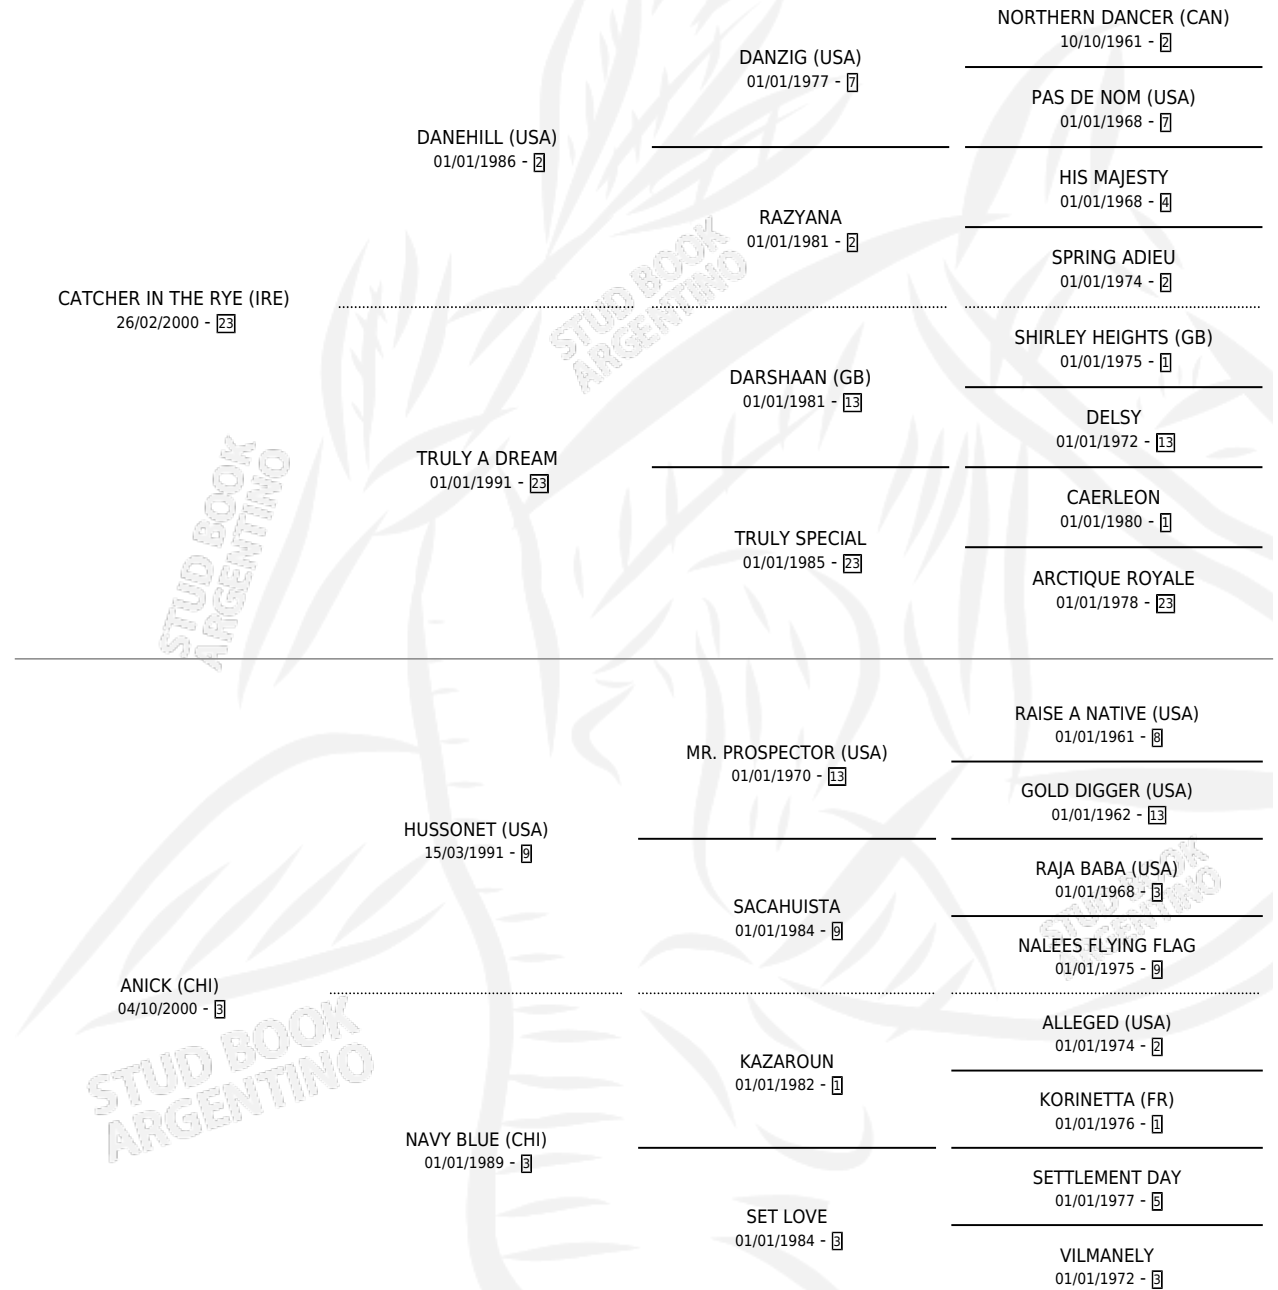 NORTHERN DANCER (CAN)
10/10/1961 - 2
DANZIG (USA)
01/01/1977 - 7
PAS DE NOM (USA)
01/01/1968 - 7
DANEHILL (USA)
01/01/1986 - 2
HIS MAJESTY
01/01/1968 - 4
RAZYANA
01/01/1981 - 2
SPRING ADIEU
01/01/1974 - 2
CATCHER IN THE RYE (IRE)
26/02/2000 - 23
SHIRLEY HEIGHTS (GB)
01/01/1975 - 1
DARSHAAN (GB)
01/01/1981 - 13
DELSY
01/01/1972 - 13
TRULY A DREAM
01/01/1991 - 23
CAERLEON
01/01/1980 - 1
TRULY SPECIAL
01/01/1985 - 23
ARCTIQUE ROYALE
01/01/1978 - 23
RAISE A NATIVE (USA)
01/01/1961 - 8
MR. PROSPECTOR (USA)
01/01/1970 - 13
GOLD DIGGER (USA)
01/01/1962 - 13
HUSSONET (USA)
15/03/1991 - 9
RAJA BABA (USA)
01/01/1968 - 3
SACAHUISTA
01/01/1984 - 9
NALEES FLYING FLAG
01/01/1975 - 9
ANICK (CHI)
04/10/2000 - 3
ALLEGED (USA)
01/01/1974 - 2
KAZAROUN
01/01/1982 - 1
KORINETTA (FR)
01/01/1976 - 1
NAVY BLUE (CHI)
01/01/1989 - 3
SETTLEMENT DAY
01/01/1977 - 5
SET LOVE
01/01/1984 - 3
VILMANELY
01/01/1972 - 3
STUD BOOK
ARGENTINO
STUD BOOK
ARGENTINO
STUD BOOK
ARGENTINO
STUD BOOK
ARGENTINO